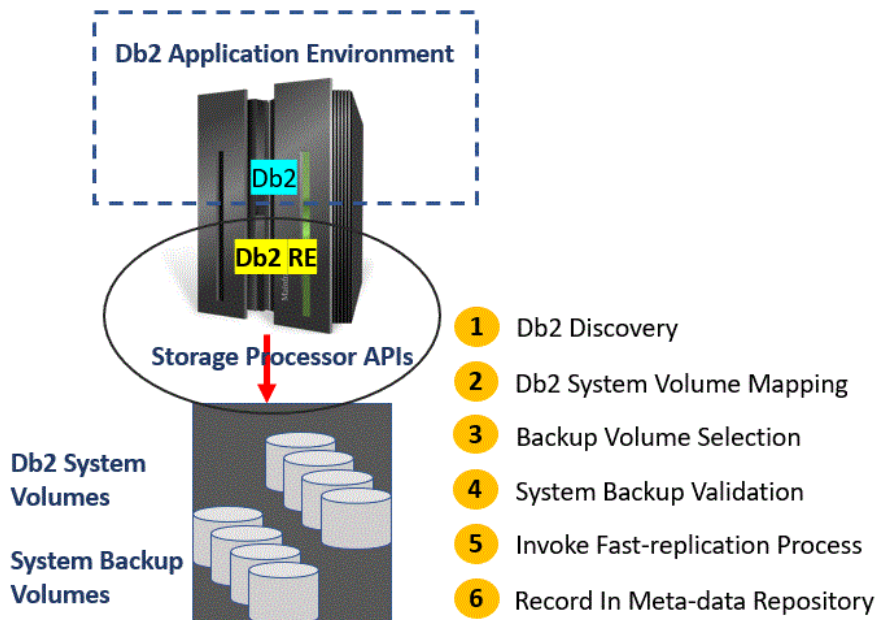 Db2 Application Environment
Db2
Db2 RE
Storage Processor APIs
Db2 System
Volumes
System Backup
Volumes
1 Db2 Discovery
2 Db2 System Volume Mapping
3 Backup Volume Selection
4 System Backup Validation
5 Invoke Fast-replication Process
6 Record In Meta-data Repository